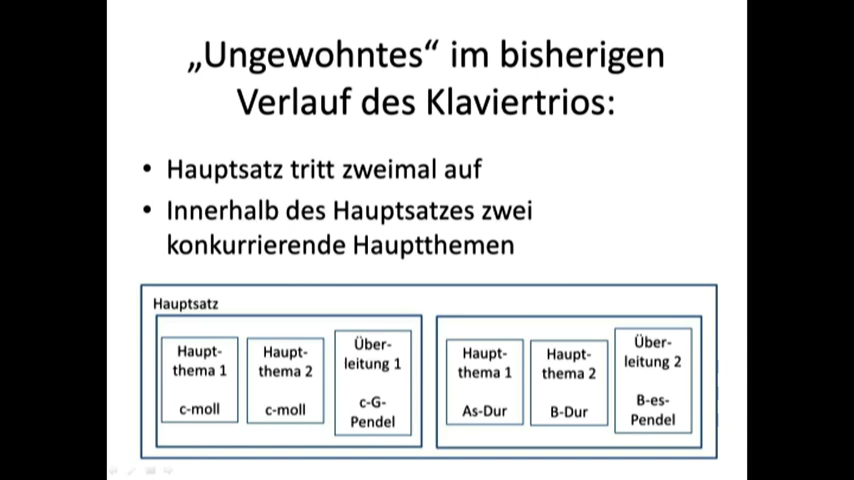 „Ungewohntes“ im bisherigen
Verlauf des Klaviertrios:
• Hauptsatz tritt zweimal auf
• Innerhalb des Hauptsatzes zwei
konkurrierende Hauptthemen
Hauptsatz
Haupt-
thema 1
c-moll
Haupt-
thema 2
c-moll
Über-
leitung 1
c-G-
Pendel
Haupt-
thema 1
As-Dur
Haupt-
thema 2
B-Dur
Über-
leitung 2
B-es-
Pendel